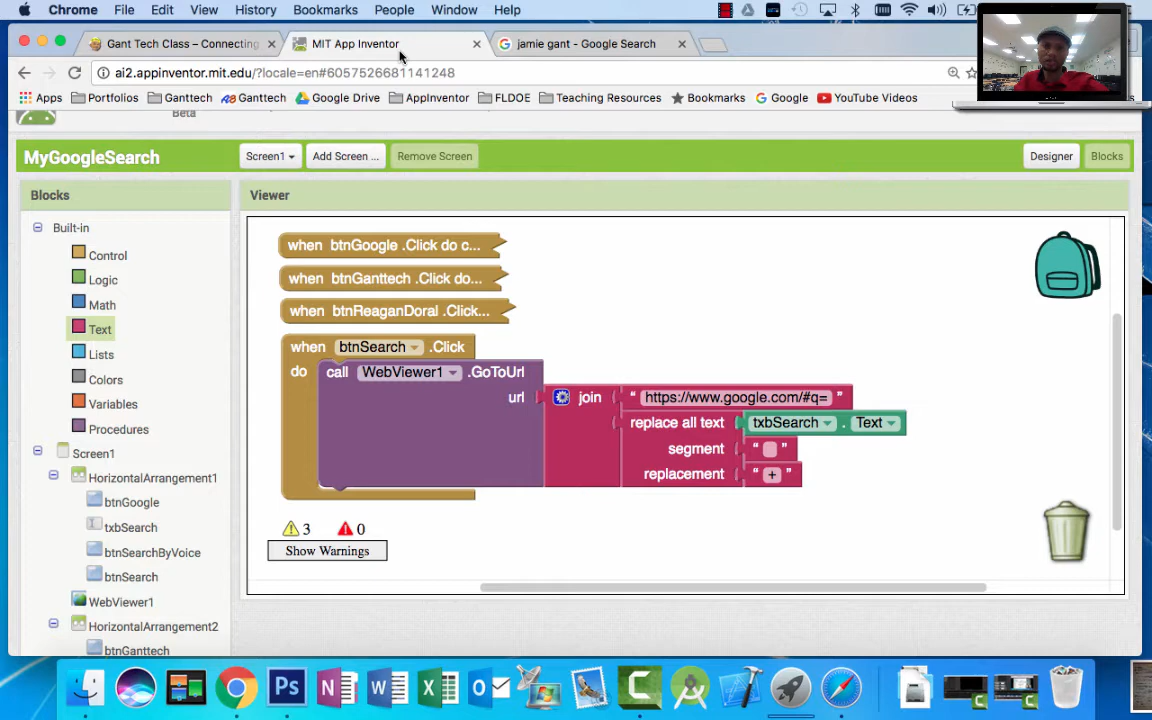 Chrome File Edit View History Bookmarks People Window Help
Gant Tech Class – Connecting
MIT App Inventor
jamie gant - Google Search
ai2.appinventor.mit.edu/?locale=en#6057526681141248
Apps Portfolios Ganttech Ganttech Google Drive AppInventor FLDOE Teaching Resources Bookmarks Google YouTube Videos
Beta
MyGoogleSearch Screen1 Add Screen ... Remove Screen Designer Blocks
Blocks
Viewer
Built-in
Control
Logic
Math
Text
Lists
Colors
Variables
Procedures
Screen1
HorizontalArrangement1
btnGoogle
txbSearch
btnSearchByVoice
btnSearch
WebViewer1
HorizontalArrangement2
btnGanttech
when btnGoogle .Click do c...
when btnGanttech .Click do...
when btnReaganDoral .Click...
when btnSearch .Click
do call WebViewer1 .GoToUrl
url join " https://www.google.com/#q= "
replace all text txbSearch . Text
segment " "
replacement " + "
3 0
Show Warnings
Ps N W X O C